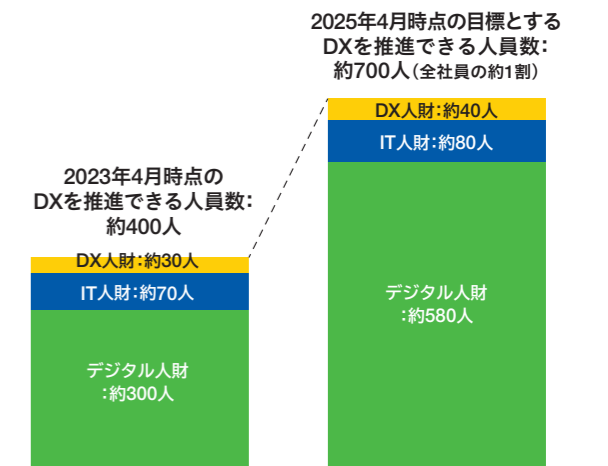 2025年4月時点の目標とする
DXを推進できる人員数：
約700人（全社員の約1割）
DX人財：約40人
IT人財：約80人
デジタル人財
：約580人
2023年4月時点の
DXを推進できる人員数：
約400人
DX人財：約30人
IT人財：約70人
デジタル人財
：約300人